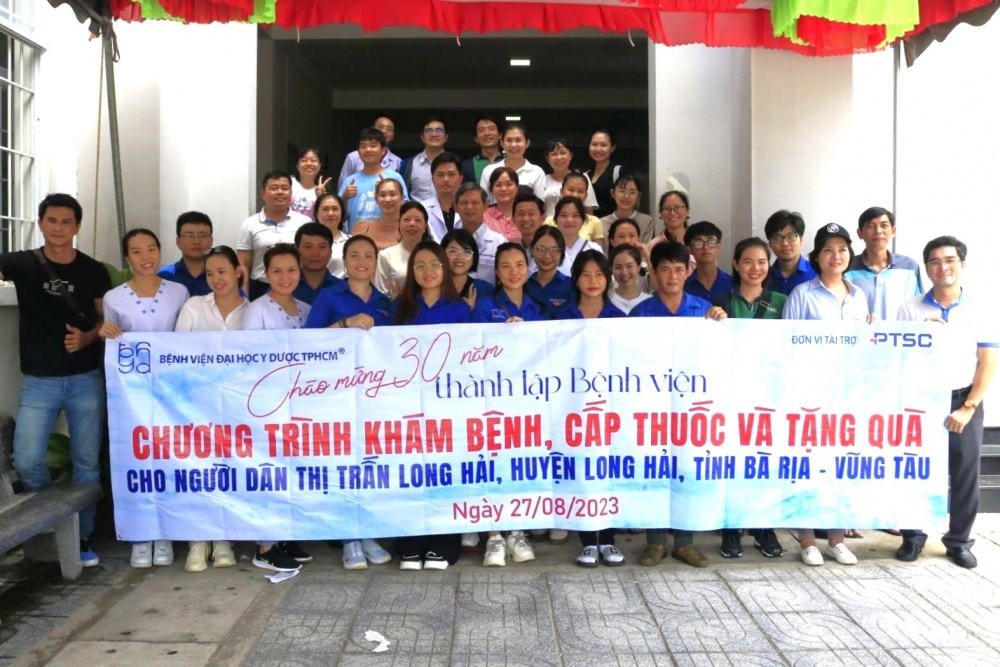 BỆNH VIỆN ĐẠI HỌC Y DƯỢC TPHCM®
ĐƠN VỊ TÀI TRỢ: PTSC
Chào mừng 30 năm
thành lập Bệnh viện
CHƯƠNG TRÌNH KHÁM BỆNH, CẤP THUỐC VÀ TẶNG QUÀ
CHO NGƯỜI DÂN THỊ TRẤN LONG HẢI, HUYỆN LONG HẢI, TỈNH BÀ RỊA - VŨNG TÀU
Ngày 27/08/2023